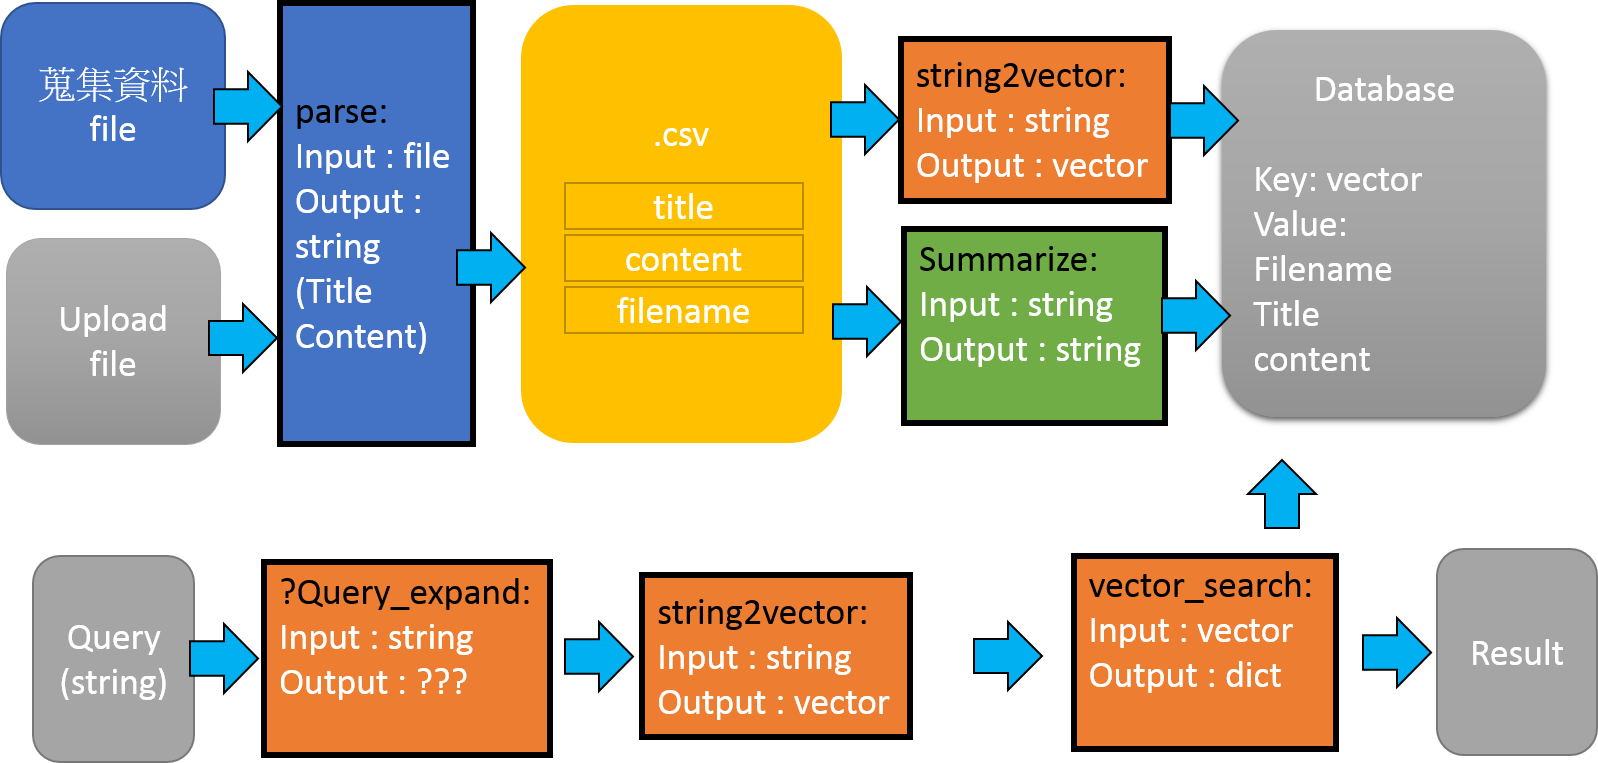 蒐集資料
file
Upload
file
parse:
Input : file
Output :
string
(Title
Content)
.csv
title
content
filename
string2vector:
Input : string
Output : vector
Summarize:
Input : string
Output : string
Database
Key: vector
Value:
Filename
Title
content
Query
(string)
?Query_expand:
Input : string
Output : ???
string2vector:
Input : string
Output : vector
vector_search:
Input : vector
Output : dict
Result